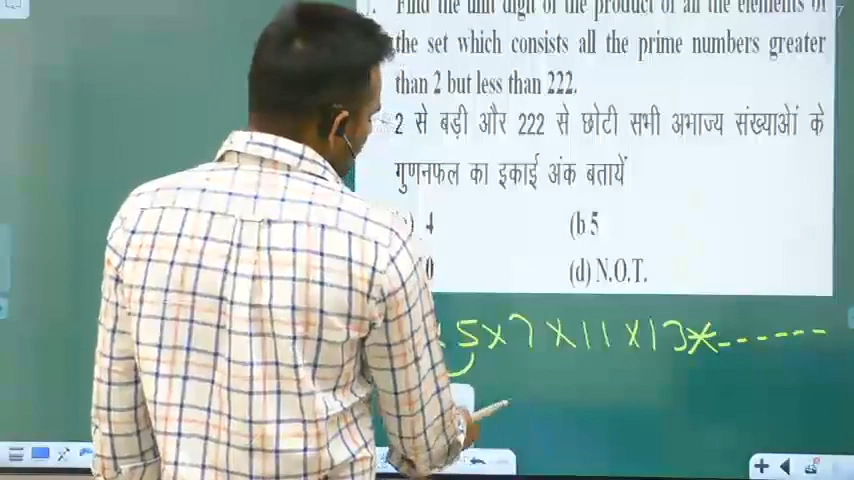 Find the unit digit of the product of all the elements of
the set which consists all the prime numbers greater
than 2 but less than 222.
2 से बड़ी और 222 से छोटी सभी अभाज्य संख्याओं के
गुणनफल का इकाई अंक बतायें
) 4 (b 5
0 (d) N.O.T.
5×7×11×13×------